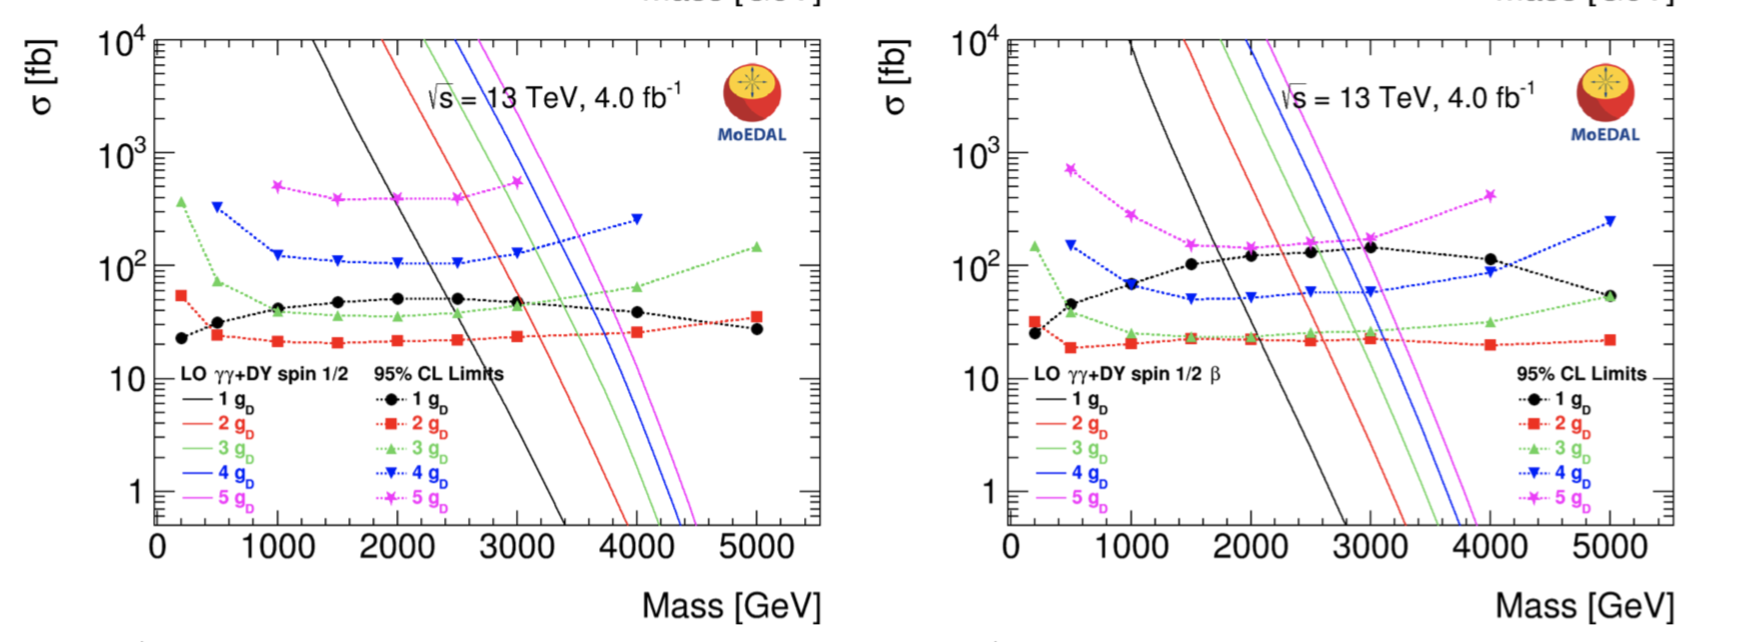 Mass [GeV] Mass [GeV]
σ [fb]
10⁴
10³
10²
10
1
√s = 13 TeV, 4.0 fb⁻¹
MoEDAL
LO γγ+DY spin 1/2 95% CL Limits
1 g_D 1 g_D
2 g_D 2 g_D
3 g_D 3 g_D
4 g_D 4 g_D
5 g_D 5 g_D
0 1000 2000 3000 4000 5000
Mass [GeV]
σ [fb]
10⁴
10³
10²
10
1
√s = 13 TeV, 4.0 fb⁻¹
MoEDAL
LO γγ+DY spin 1/2 β 95% CL Limits
1 g_D 1 g_D
2 g_D 2 g_D
3 g_D 3 g_D
4 g_D 4 g_D
5 g_D 5 g_D
0 1000 2000 3000 4000 5000
Mass [GeV]